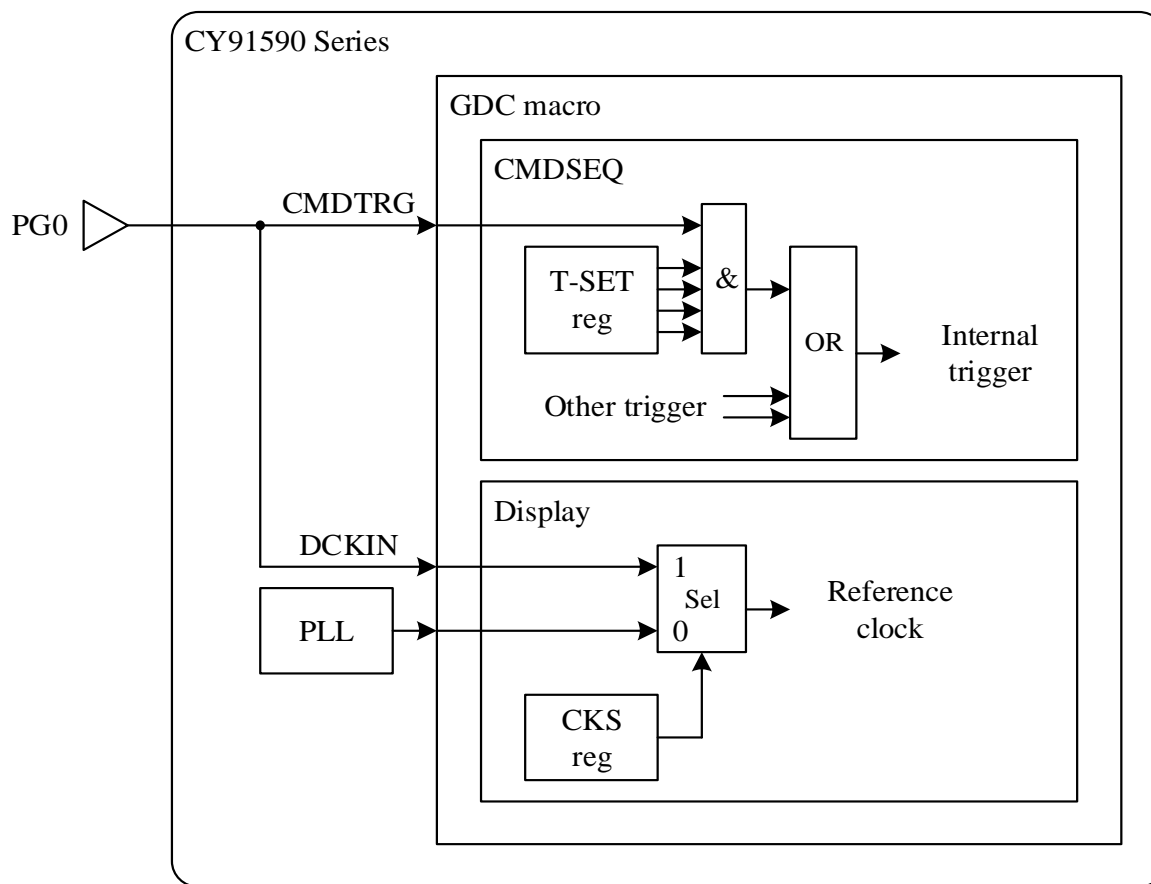 CY91590 Series
GDC macro
CMDSEQ
PG0
CMDTRG
T-SET
reg
&
OR
Internal
trigger
Other trigger
Display
DCKIN
1
Sel
0
Reference
clock
PLL
CKS
reg